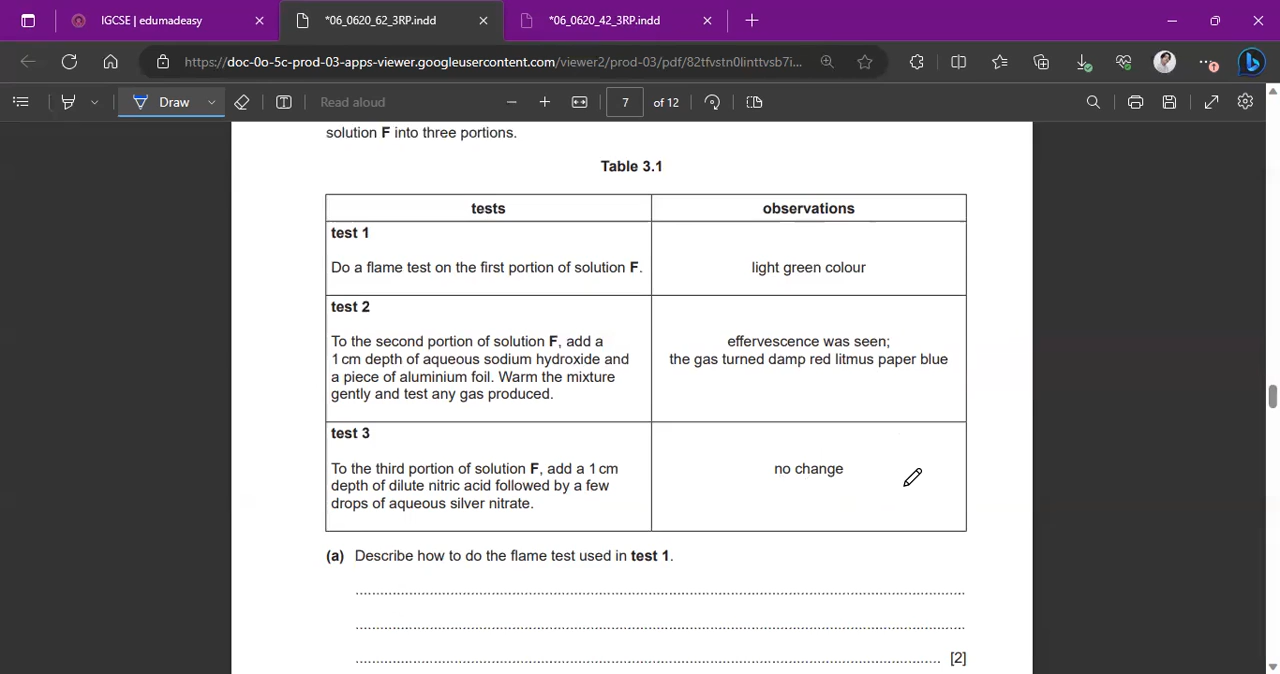 IGCSE | edumadeasy
*06_0620_62_3RP.indd
*06_0620_42_3RP.indd
https://doc-0o-5c-prod-03-apps-viewer.googleusercontent.com/viewer2/prod-03/pdf/82tfvstn0linttvsb7i...
Draw
Read aloud
7 of 12
solution F into three portions.
Table 3.1
tests
observations
test 1
Do a flame test on the first portion of solution F.
light green colour
test 2
To the second portion of solution F, add a
1 cm depth of aqueous sodium hydroxide and
a piece of aluminium foil. Warm the mixture
gently and test any gas produced.
effervescence was seen;
the gas turned damp red litmus paper blue
test 3
To the third portion of solution F, add a 1 cm
depth of dilute nitric acid followed by a few
drops of aqueous silver nitrate.
no change
(a) Describe how to do the flame test used in test 1.
[2]